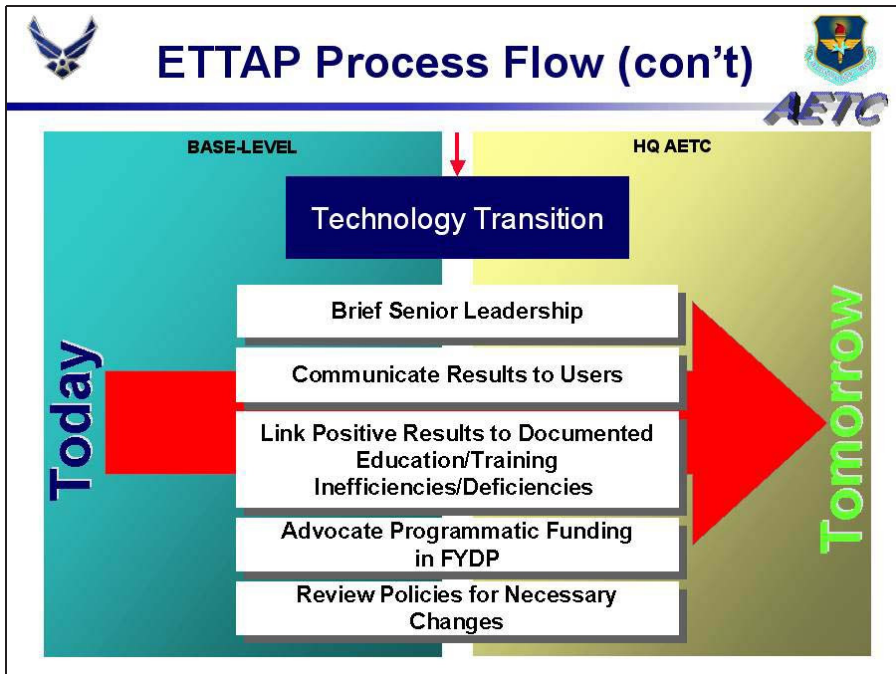 ETTAP Process Flow (con't)
AETC
BASE-LEVEL
HQ AETC
Technology Transition
Today
Brief Senior Leadership
Communicate Results to Users
Link Positive Results to Documented
Education/Training
Inefficiencies/Deficiencies
Advocate Programmatic Funding
in FYDP
Review Policies for Necessary
Changes
Tomorrow